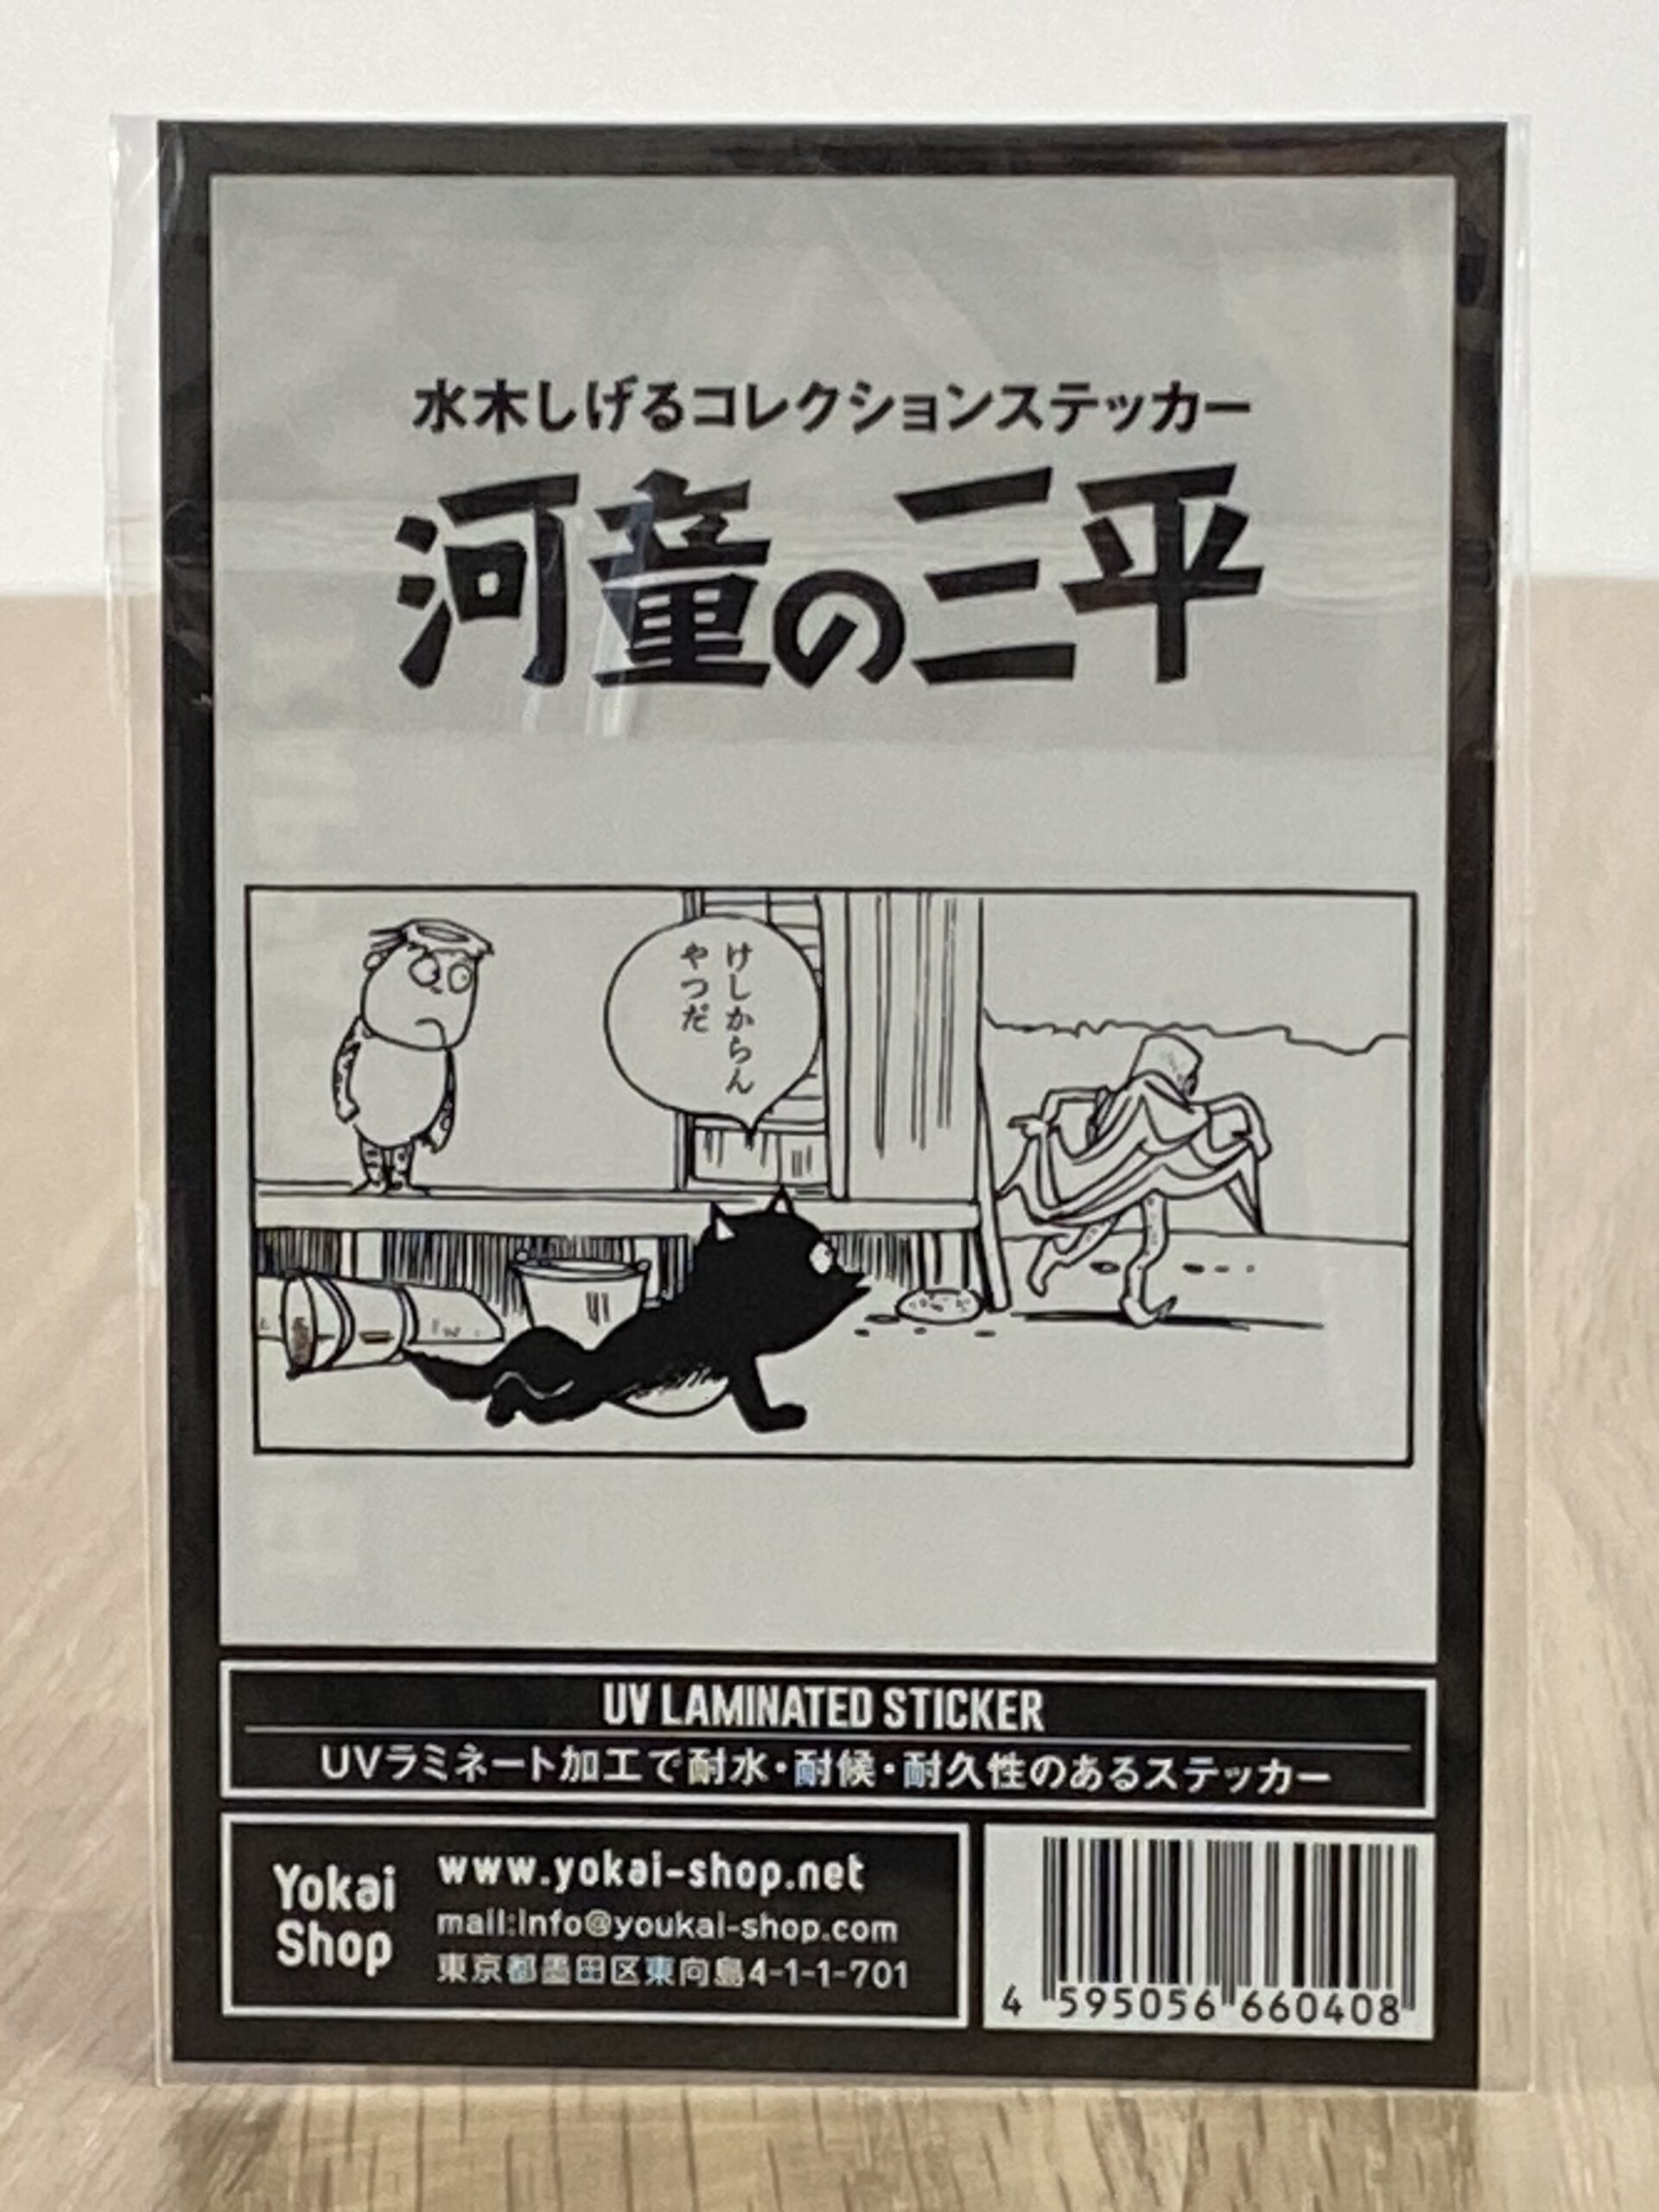 水木しげるコレクションステッカー
河童の三平
けしからん
やつだ
UV LAMINATED STICKER
UVラミネート加工で耐水・耐候・耐久性のあるステッカー
Yokai
Shop
www.yokai-shop.net
mail:info@youkai-shop.com
東京都墨田区東向島4-1-1-701
4 595056 660408